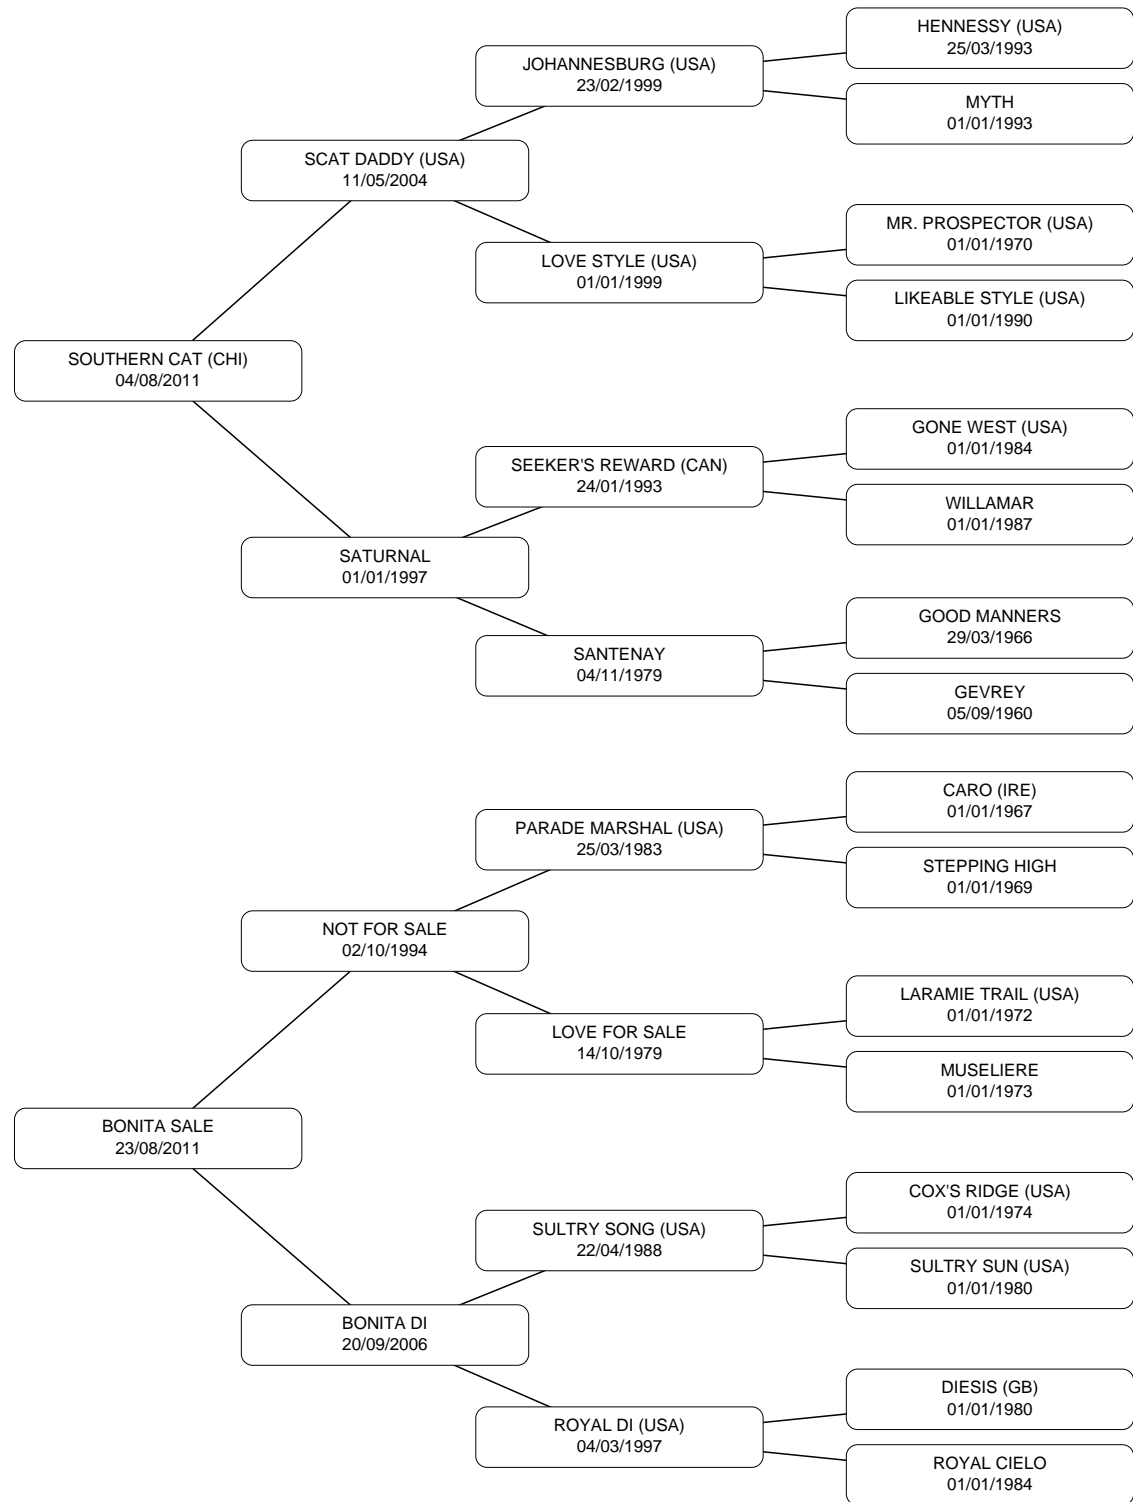 HENNESSY (USA)
25/03/1993
JOHANNESBURG (USA)
23/02/1999
MYTH
01/01/1993
SCAT DADDY (USA)
11/05/2004
MR. PROSPECTOR (USA)
01/01/1970
LOVE STYLE (USA)
01/01/1999
LIKEABLE STYLE (USA)
01/01/1990
SOUTHERN CAT (CHI)
04/08/2011
GONE WEST (USA)
01/01/1984
SEEKER'S REWARD (CAN)
24/01/1993
WILLAMAR
01/01/1987
SATURNAL
01/01/1997
GOOD MANNERS
29/03/1966
SANTENAY
04/11/1979
GEVREY
05/09/1960
CARO (IRE)
01/01/1967
PARADE MARSHAL (USA)
25/03/1983
STEPPING HIGH
01/01/1969
NOT FOR SALE
02/10/1994
LARAMIE TRAIL (USA)
01/01/1972
LOVE FOR SALE
14/10/1979
MUSELIERE
01/01/1973
BONITA SALE
23/08/2011
COX'S RIDGE (USA)
01/01/1974
SULTRY SONG (USA)
22/04/1988
SULTRY SUN (USA)
01/01/1980
BONITA DI
20/09/2006
DIESIS (GB)
01/01/1980
ROYAL DI (USA)
04/03/1997
ROYAL CIELO
01/01/1984